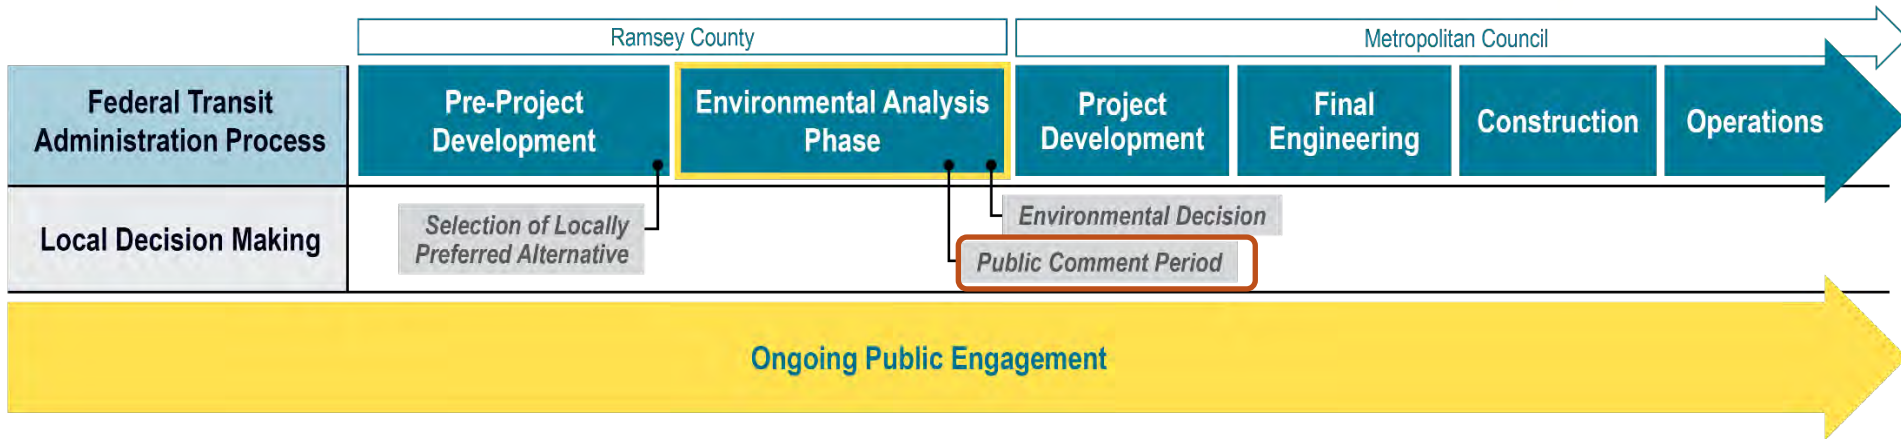 Ramsey County
Metropolitan Council
Federal Transit
Administration Process
Pre-Project
Development
Environmental Analysis
Phase
Project
Development
Final
Engineering
Construction
Operations
Local Decision Making
Selection of Locally
Preferred Alternative
Environmental Decision
Public Comment Period
Ongoing Public Engagement